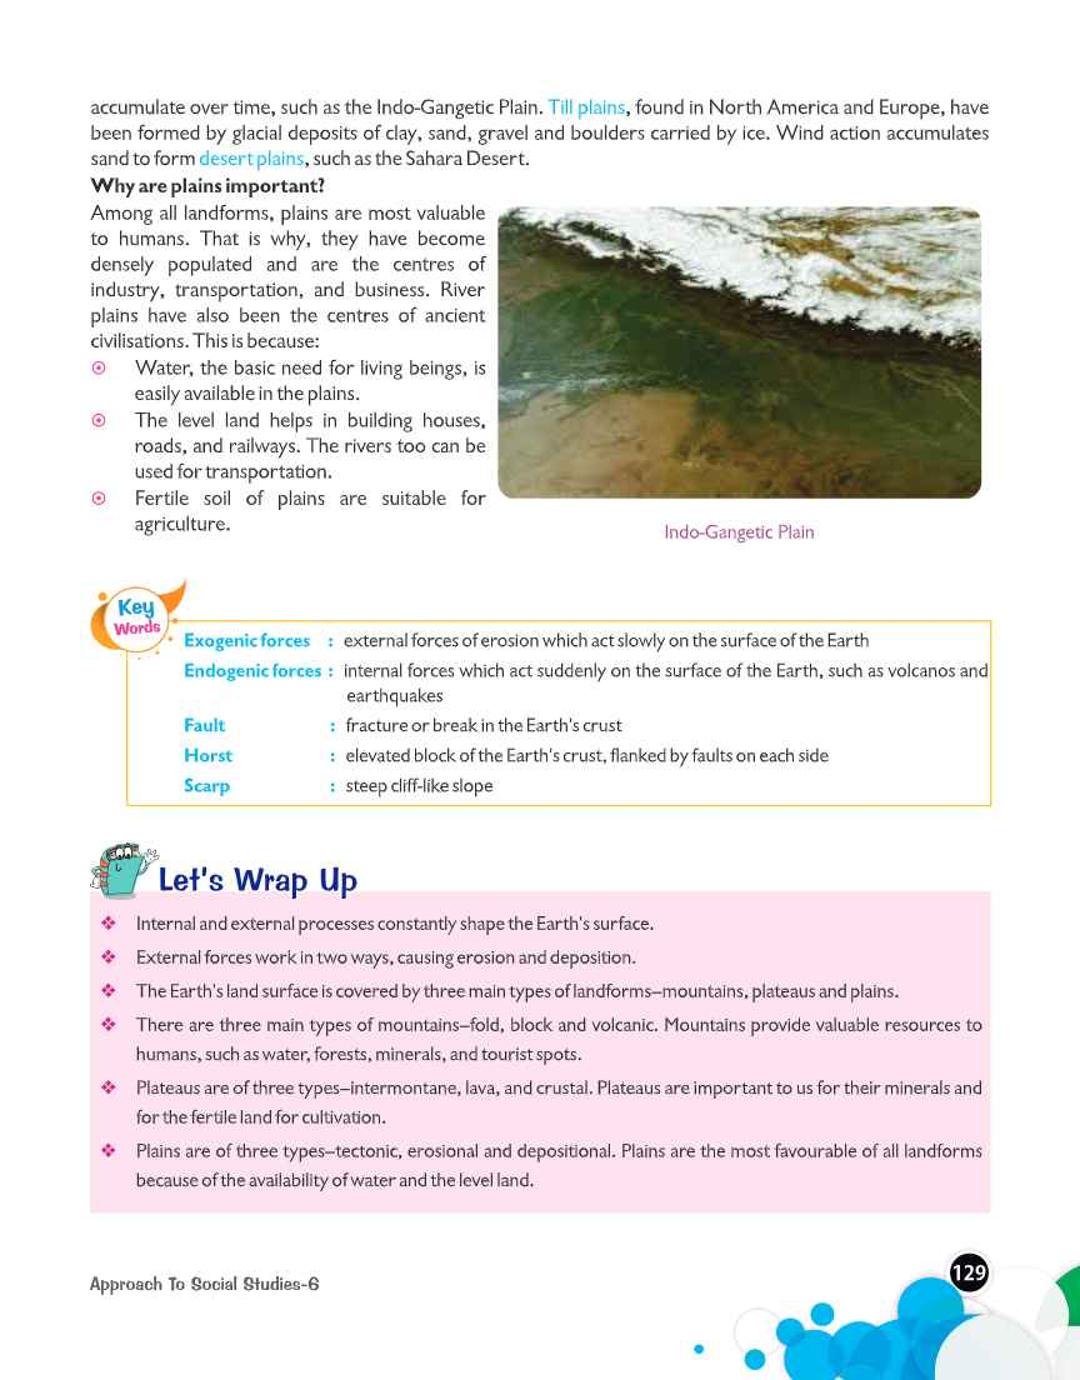 accumulate over time, such as the Indo-Gangetic Plain. Till plains, found in North America and Europe, have
been formed by glacial deposits of clay, sand, gravel and boulders carried by ice. Wind action accumulates
sand to form desert plains, such as the Sahara Desert.
Why are plains important?
Among all landforms, plains are most valuable
to humans. That is why, they have become
densely populated and are the centres of
industry, transportation, and business. River
plains have also been the centres of ancient
civilisations. This is because:
Water, the basic need for living beings, is
easily available in the plains.
The level land helps in building houses,
roads, and railways. The rivers too can be
used for transportation.
Fertile soil of plains are suitable for
agriculture.
Indo-Gangetic Plain
Key
Words
Exogenic forces : external forces of erosion which act slowly on the surface of the Earth
Endogenic forces : internal forces which act suddenly on the surface of the Earth, such as volcanos and
earthquakes
Fault : fracture or break in the Earth's crust
Horst : elevated block of the Earth's crust, flanked by faults on each side
Scarp : steep cliff-like slope
Let's Wrap Up
❖ Internal and external processes constantly shape the Earth's surface.
❖ External forces work in two ways, causing erosion and deposition.
❖ The Earth's land surface is covered by three main types of landforms–mountains, plateaus and plains.
❖ There are three main types of mountains–fold, block and volcanic. Mountains provide valuable resources to
humans, such as water, forests, minerals, and tourist spots.
❖ Plateaus are of three types–intermontane, lava, and crustal. Plateaus are important to us for their minerals and
for the fertile land for cultivation.
❖ Plains are of three types–tectonic, erosional and depositional. Plains are the most favourable of all landforms
because of the availability of water and the level land.
Approach To Social Studies-6
129